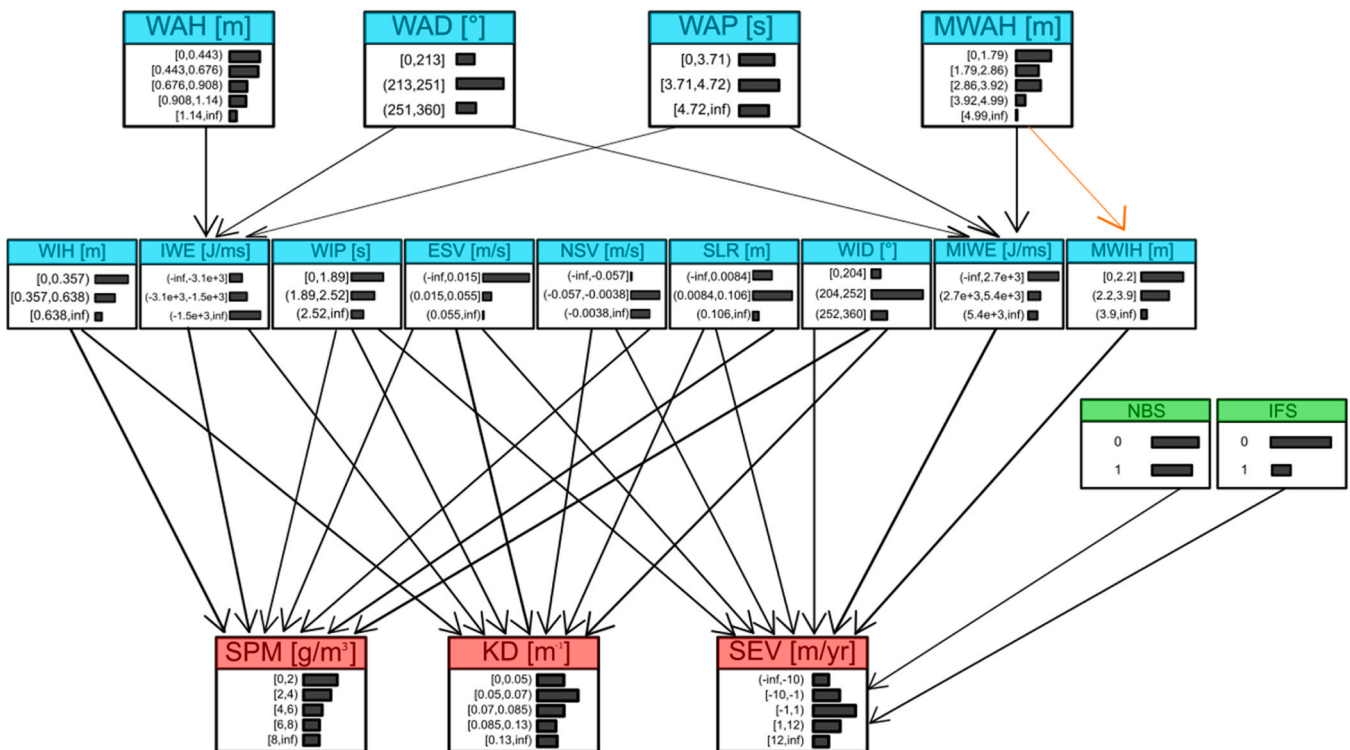 WAH [m]
[0,0.443)
[0.443,0.676)
[0.676,0.908)
[0.908,1.14)
[1.14,inf)
WAD [°]
[0,213]
(213,251]
(251,360]
WAP [s]
[0,3.71)
[3.71,4.72)
[4.72,inf)
MWAH [m]
[0,1.79)
[1.79,2.86)
[2.86,3.92)
[3.92,4.99)
[4.99,inf)
WIH [m]
[0,0.357)
[0.357,0.638)
[0.638,inf)
IWE [J/ms]
(-inf,-3.1e+3]
(-3.1e+3,-1.5e+3]
(-1.5e+3,inf)
WIP [s]
[0,1.89]
(1.89,2.52]
(2.52,inf)
ESV [m/s]
(-inf,0.015]
(0.015,0.055]
(0.055,inf)
NSV [m/s]
(-inf,-0.057]
(-0.057,-0.0038]
(-0.0038,inf)
SLR [m]
(-inf,0.0084]
(0.0084,0.106]
(0.106,inf)
WID [°]
[0,204]
(204,252]
(252,360]
MIWE [J/ms]
(-inf,2.7e+3]
(2.7e+3,5.4e+3]
(5.4e+3,inf)
MWIH [m]
[0,2.2]
(2.2,3.9]
(3.9,inf)
NBS
0
1
IFS
0
1
SPM [g/m³]
[0,2)
[2,4)
[4,6)
[6,8)
[8,inf)
KD [m⁻¹]
[0,0.05)
[0.05,0.07)
[0.07,0.085)
[0.085,0.13)
[0.13,inf)
SEV [m/yr]
(-inf,-10)
[-10,-1)
[-1,1)
[1,12)
[12,inf)